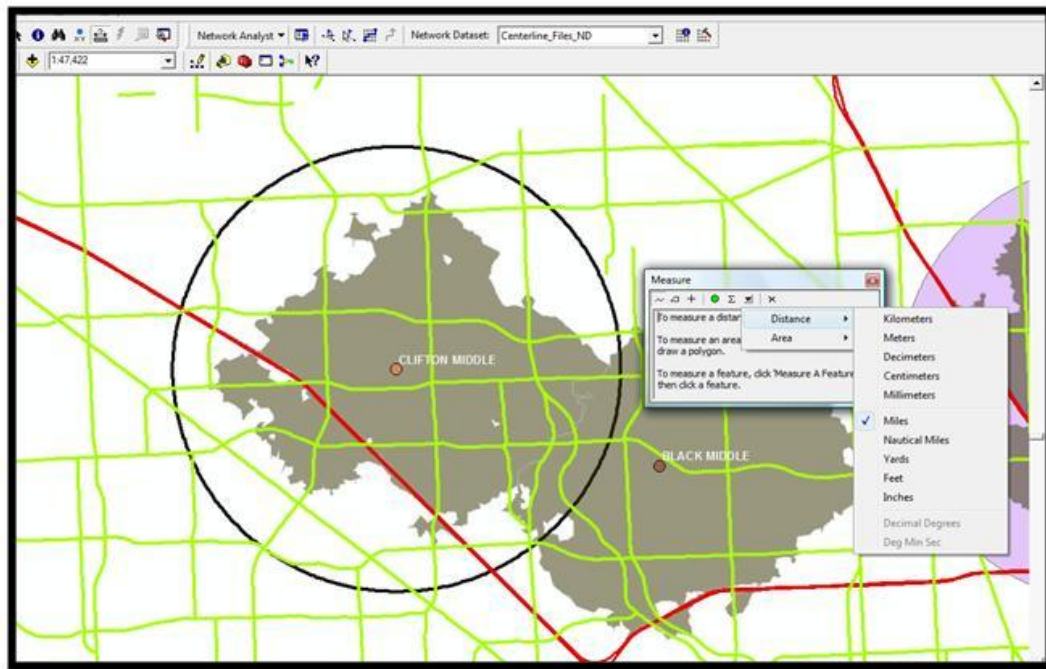 Network Analyst
Network Dataset:
Centerline_Files_ND
1:47,422
CLIFTON MIDDLE
BLACK MIDDLE
Measure
To measure a distan
To measure an area
draw a polygon.
To measure a feature, click 'Measure A Feature
then click a feature.
Distance
Area
Kilometers
Meters
Decimeters
Centimeters
Millimeters
Miles
Nautical Miles
Yards
Feet
Inches
Decimal Degrees
Deg Min Sec